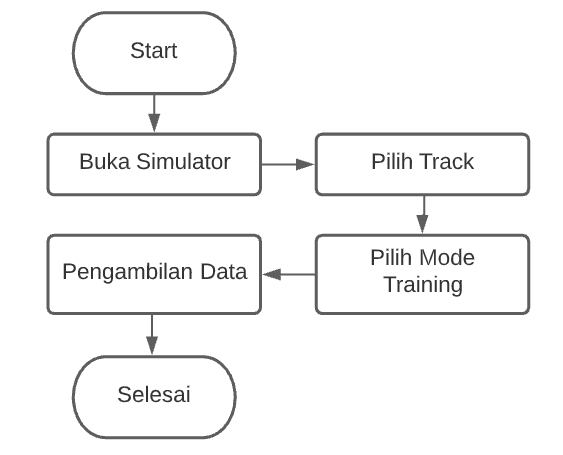 Start
Buka Simulator
Pilih Track
Pilih Mode
Training
Pengambilan Data
Selesai